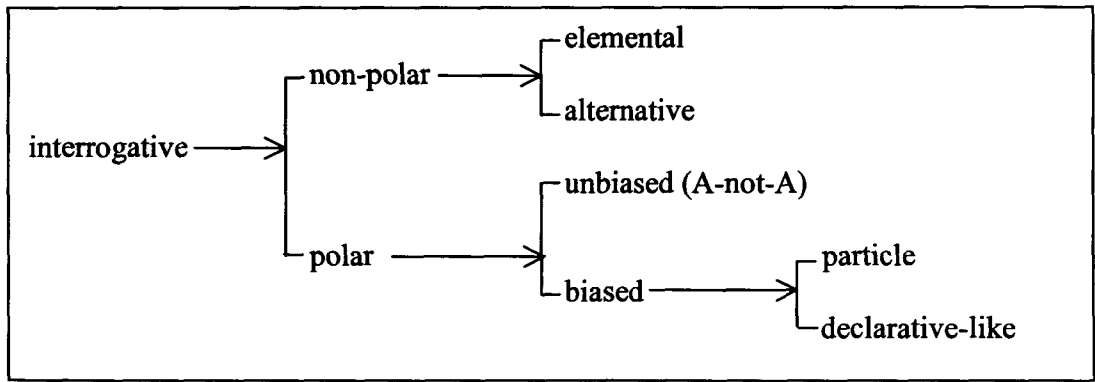 elemental
non-polar
alternative
interrogative
unbiased (A-not-A)
polar
particle
biased
declarative-like